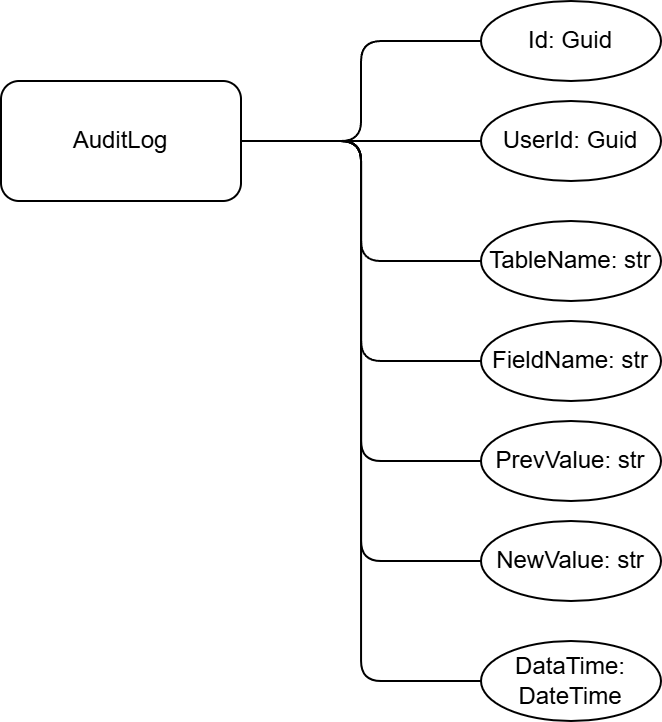 Id: Guid
AuditLog
UserId: Guid
TableName: str
FieldName: str
PrevValue: str
NewValue: str
DataTime:
DateTime